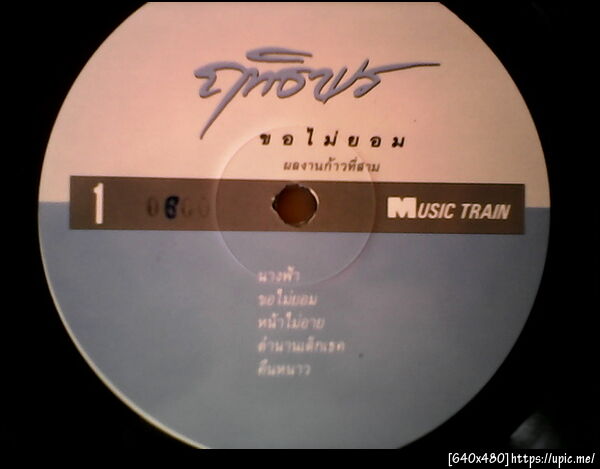 ฤทธิพร
ขอไม่ยอม
ผลงานก้าวที่สาม
1
MUSIC TRAIN
นางฟ้า
ขอไม่ยอม
หน้าไม่อาย
ตำนานเด็กเธค
คืนหนาว
[640x480]https://upic.me/